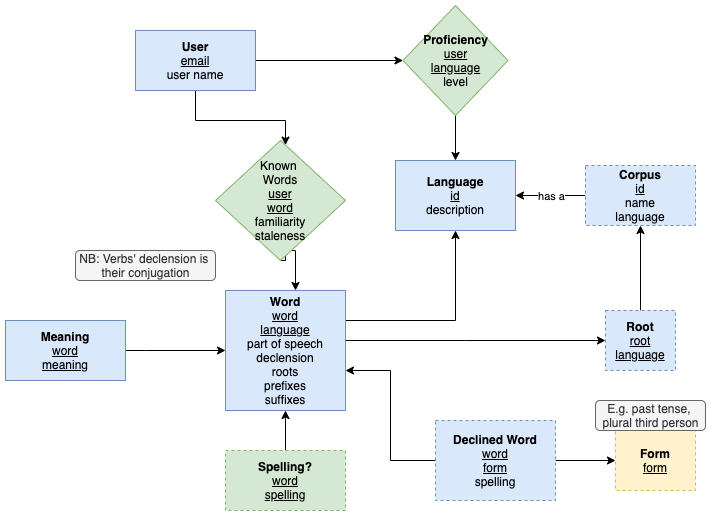 User
email
user name
Proficiency
user
language
level
Known
Words
user
word
familiarity
staleness
Language
id
description
has a
Corpus
id
name
language
NB: Verbs' declension is
their conjugation
Word
word
language
part of speech
declension
roots
prefixes
suffixes
Meaning
word
meaning
Root
root
language
E.g. past tense,
plural third person
Declined Word
word
form
spelling
Form
form
Spelling?
word
spelling